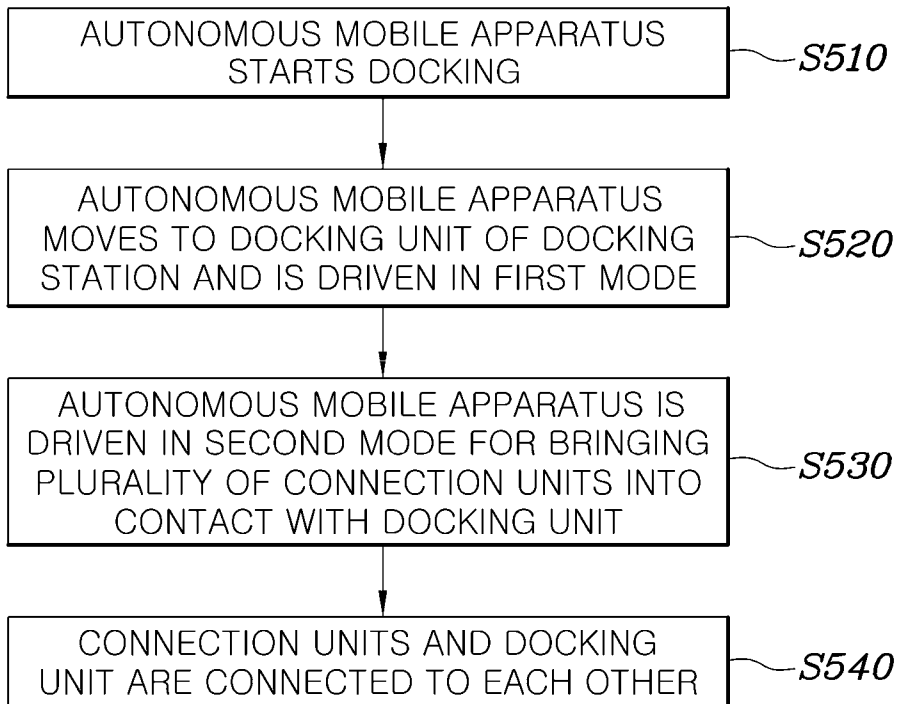 AUTONOMOUS MOBILE APPARATUS
STARTS DOCKING
S510
AUTONOMOUS MOBILE APPARATUS
MOVES TO DOCKING UNIT OF DOCKING
STATION AND IS DRIVEN IN FIRST MODE
S520
AUTONOMOUS MOBILE APPARATUS IS
DRIVEN IN SECOND MODE FOR BRINGING
PLURALITY OF CONNECTION UNITS INTO
CONTACT WITH DOCKING UNIT
S530
CONNECTION UNITS AND DOCKING
UNIT ARE CONNECTED TO EACH OTHER
S540